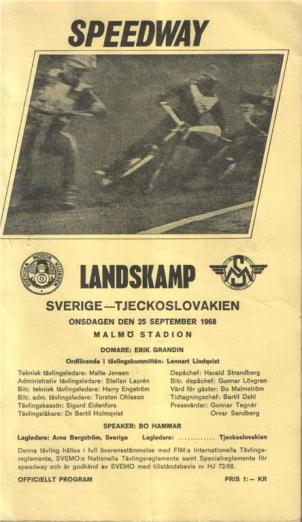 SPEEDWAY
LANDSKAMP
SVERIGE—TJECKOSLOVAKIEN
ONSDAGEN DEN 25 SEPTEMBER 1968
MALMÖ STADION
DOMARE: ERIK GRANDIN
Ordförande i tävlingskommittén: Lennart Lindqvist
Teknisk tävlingsledare: Malte Jensen
Administrativ tävlingsledare: Stellan Laurén
Bitr. teknisk tävlingsledare: Harry Engström
Bitr. adm. tävlingsledare: Torsten Ohlsson
Tävlingskassör: Sigurd Eidenfors
Tävlingsläkare: Dr Bertil Holmqvist
Depåchef: Harald Strandberg
Bitr. depåchef: Gunnar Lövgren
Värd för gäster: Bo Malmström
Tidtagningschef: Bertil Dahl
Pressvärdar: Gunnar Tegnér
Orvar Sandberg
SPEAKER: BO HAMMAR
Lagledare: Arne Bergström, Sverige Lagledare: ............ Tjeckoslovakien
Denna tävling hålles i full överensstämmelse med FIM:s Internationella Tävlings-
reglemente, SVEMO:s Nationella Tävlingsreglemente samt Specialreglemente för
speedway och är godkänd av SVEMO med tillståndsbevis nr HJ 72/68.
OFFICIELLT PROGRAM PRIS 1:— KR